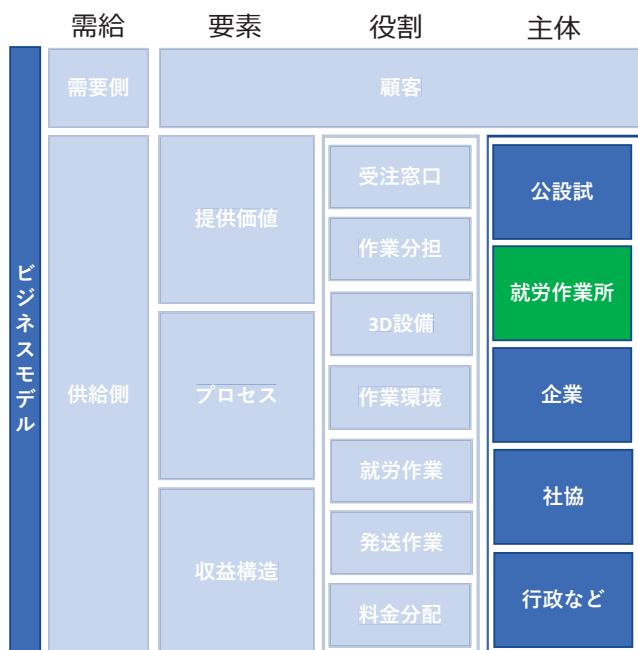 需給
要素
役割
主体
ビジネスモデル
需要側
顧客
供給側
提供価値
プロセス
収益構造
受注窓口
作業分担
3D設備
作業環境
就労作業
発送作業
料金分配
公設試
就労作業所
企業
社協
行政など